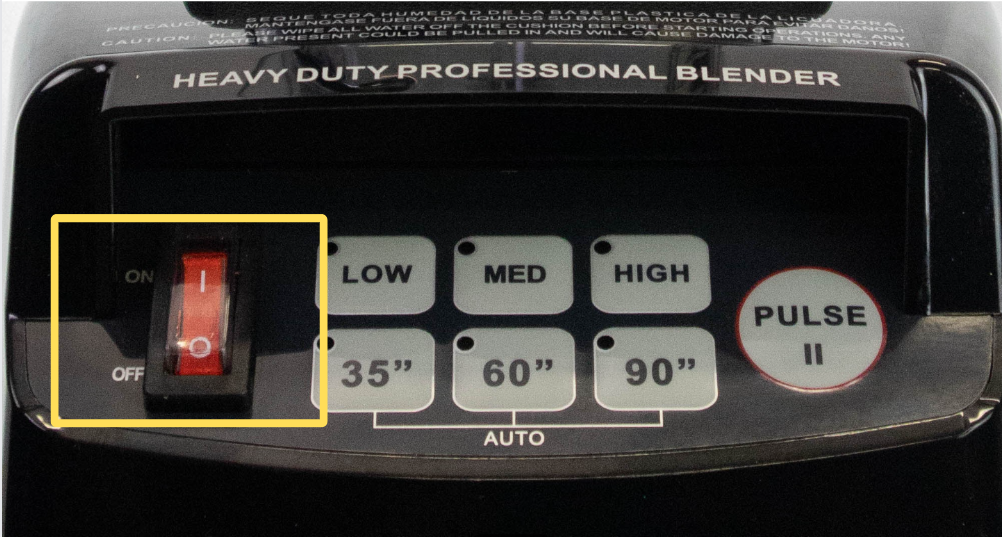 PRECAUCION: SEQUE TODA HUMEDAD DE LA BASE PLASTICA DE LA LICUADORA,
MANTENGASE FUERA DE LIQUIDOS SU BASE DE MOTOR PARA EVITAR DANOS!
CAUTION: PLEASE WIPE ALL WATER OFF THE CUSHION BEFORE STARTING OPERATIONS. ANY
WATER PRESENT COULD BE PULLED IN AND WILL CAUSE DAMAGE TO THE MOTOR!
HEAVY DUTY PROFESSIONAL BLENDER
ON
I
O
OFF
LOW
MED
HIGH
35”
60”
90”
PULSE
II
AUTO